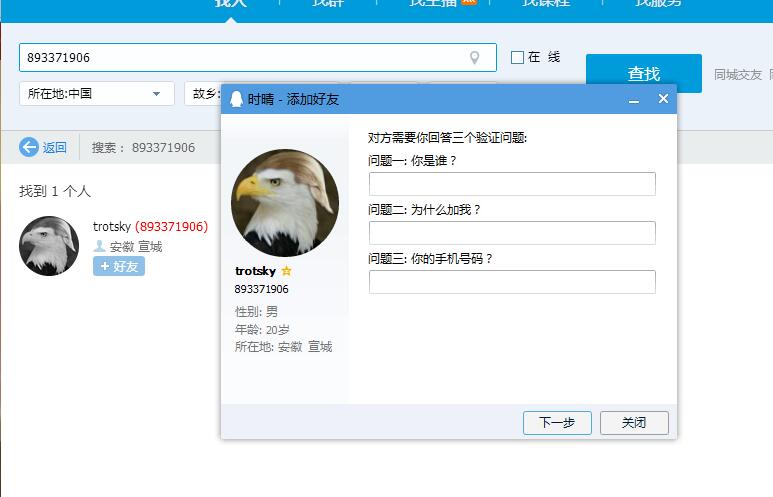 找人 找群 找主播 找课程 找服务
893371906
在 线
查找
同城交友
所在地:中国
故乡:
时晴 - 添加好友
返回
搜索： 893371906
找到 1 个人
trotsky (893371906)
安徽 宣城
+ 好友
trotsky
893371906
性别: 男
年龄: 20岁
所在地: 安徽 宣城
对方需要你回答三个验证问题:
问题一: 你是谁？
问题二: 为什么加我？
问题三: 你的手机号码？
下一步
关闭